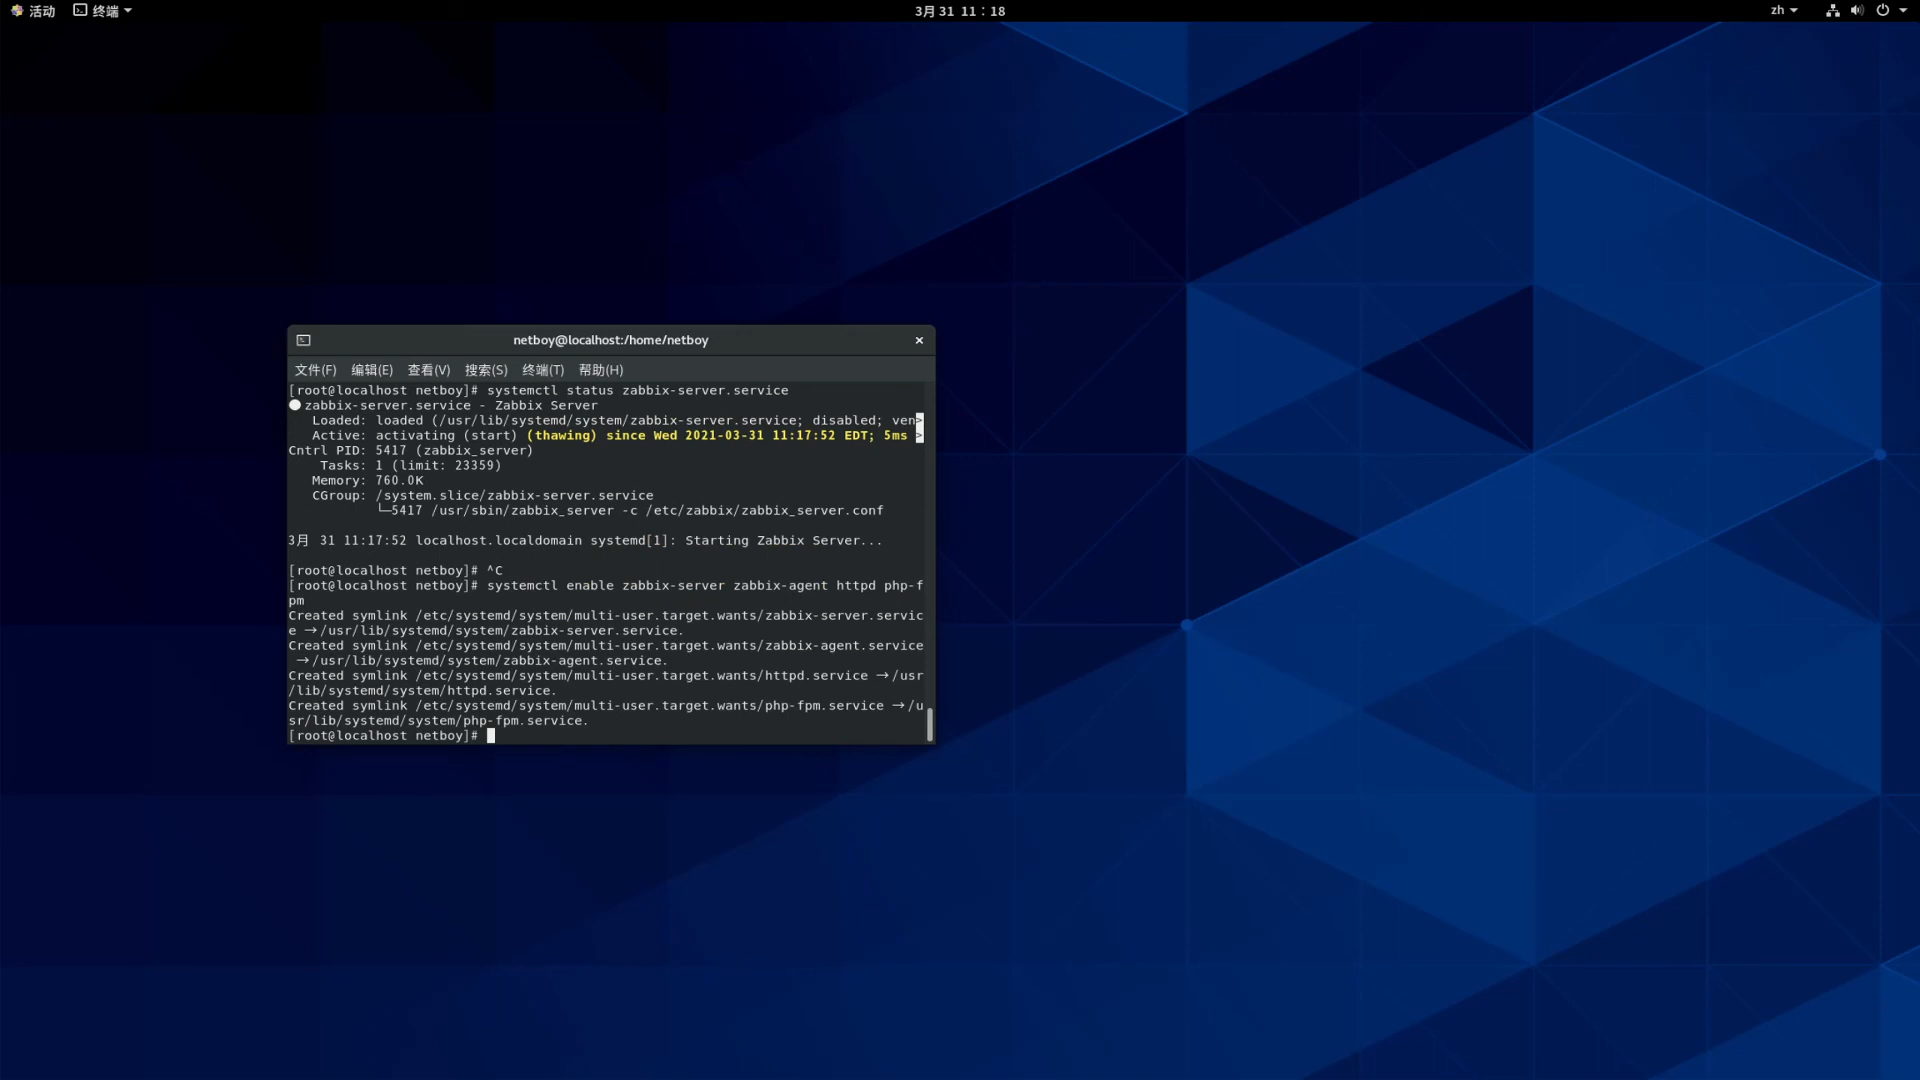 活动 终端 3月 31 11：18 zh
netboy@localhost:/home/netboy ×
文件(F) 编辑(E) 查看(V) 搜索(S) 终端(T) 帮助(H)
[root@localhost netboy]# systemctl status zabbix-server.service
● zabbix-server.service - Zabbix Server
Loaded: loaded (/usr/lib/systemd/system/zabbix-server.service; disabled; ven>
Active: activating (start) (thawing) since Wed 2021-03-31 11:17:52 EDT; 5ms >
Cntrl PID: 5417 (zabbix_server)
Tasks: 1 (limit: 23359)
Memory: 760.0K
CGroup: /system.slice/zabbix-server.service
└─5417 /usr/sbin/zabbix_server -c /etc/zabbix/zabbix_server.conf
3月 31 11:17:52 localhost.localdomain systemd[1]: Starting Zabbix Server...
[root@localhost netboy]# ^C
[root@localhost netboy]# systemctl enable zabbix-server zabbix-agent httpd php-f
pm
Created symlink /etc/systemd/system/multi-user.target.wants/zabbix-server.servic
e → /usr/lib/systemd/system/zabbix-server.service.
Created symlink /etc/systemd/system/multi-user.target.wants/zabbix-agent.service
→ /usr/lib/systemd/system/zabbix-agent.service.
Created symlink /etc/systemd/system/multi-user.target.wants/httpd.service → /usr
/lib/systemd/system/httpd.service.
Created symlink /etc/systemd/system/multi-user.target.wants/php-fpm.service → /u
sr/lib/systemd/system/php-fpm.service.
[root@localhost netboy]#